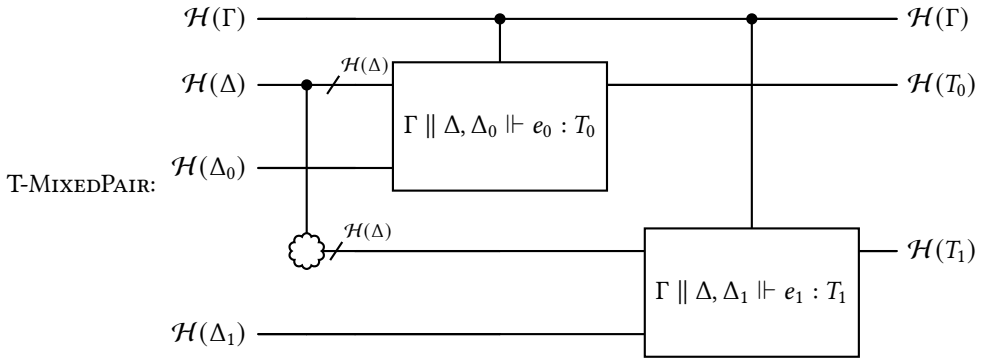 𝓗(Γ) 𝓗(Γ)
𝓗(Δ) 𝓗(Δ) 𝓗(T₀)
Γ ∥ Δ, Δ₀ ⊩ e₀ : T₀
𝓗(Δ₀)
T-MixedPair:
𝓗(Δ) 𝓗(T₁)
Γ ∥ Δ, Δ₁ ⊩ e₁ : T₁
𝓗(Δ₁)